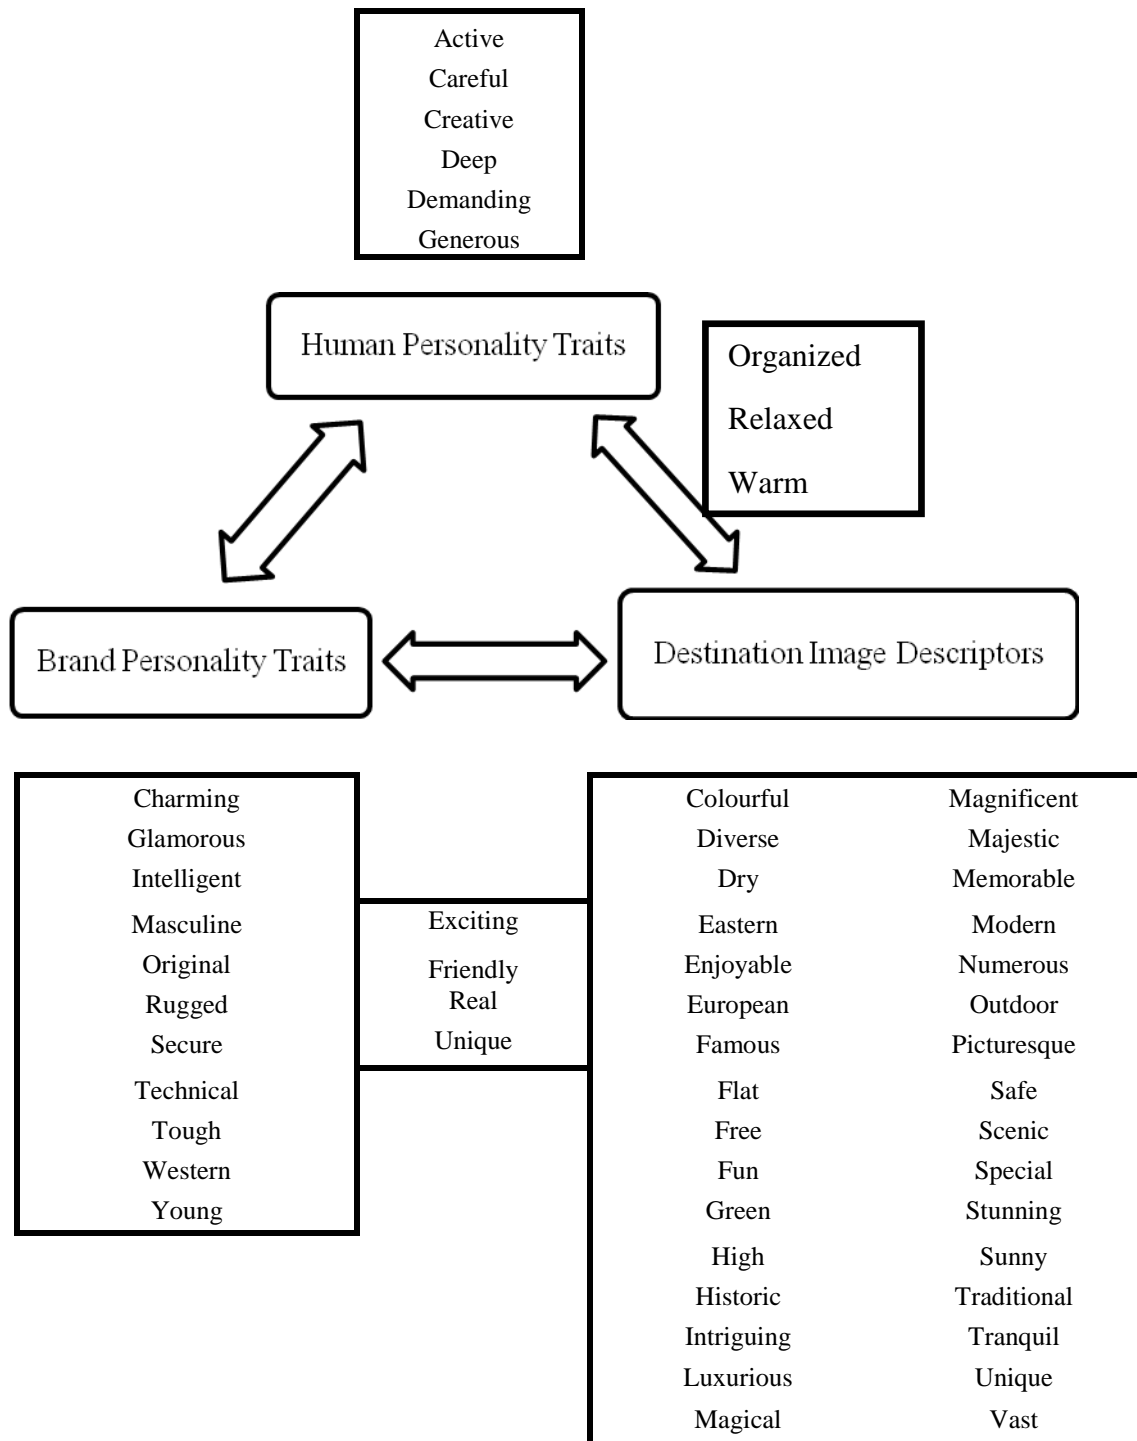 Active
Careful
Creative
Deep
Demanding
Generous
Human Personality Traits
Organized
Relaxed
Warm
Brand Personality Traits
Destination Image Descriptors
Charming
Glamorous
Intelligent
Masculine
Original
Rugged
Secure
Technical
Tough
Western
Young
Exciting
Friendly
Real
Unique
Colourful
Diverse
Dry
Eastern
Enjoyable
European
Famous
Flat
Free
Fun
Green
High
Historic
Intriguing
Luxurious
Magical
Magnificent
Majestic
Memorable
Modern
Numerous
Outdoor
Picturesque
Safe
Scenic
Special
Stunning
Sunny
Traditional
Tranquil
Unique
Vast